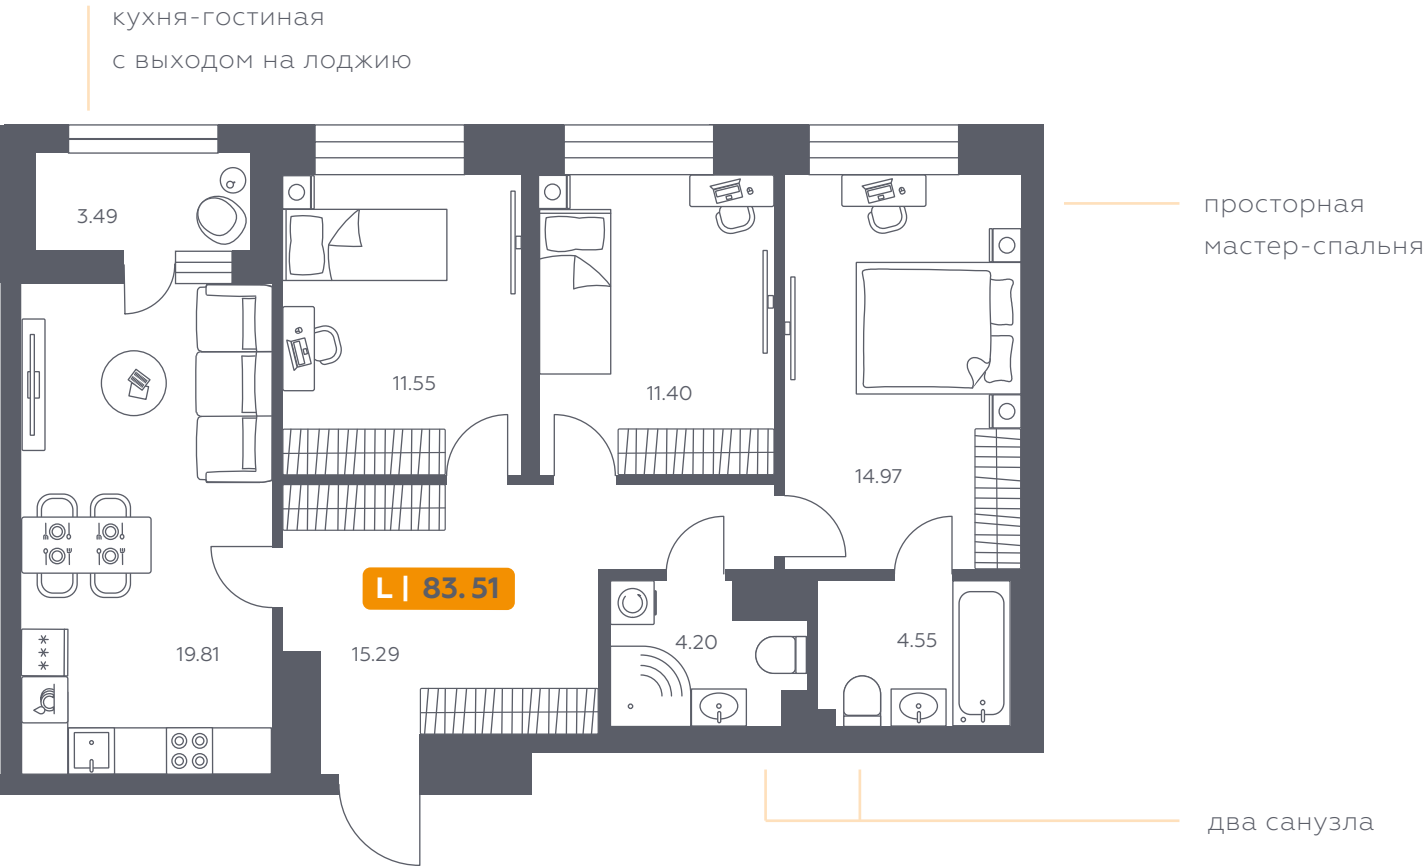 кухня-гостиная
с выходом на лоджию
3.49
просторная
мастер-спальня
11.55
11.40
14.97
L | 83.51
19.81
15.29
4.20
4.55
два санузла